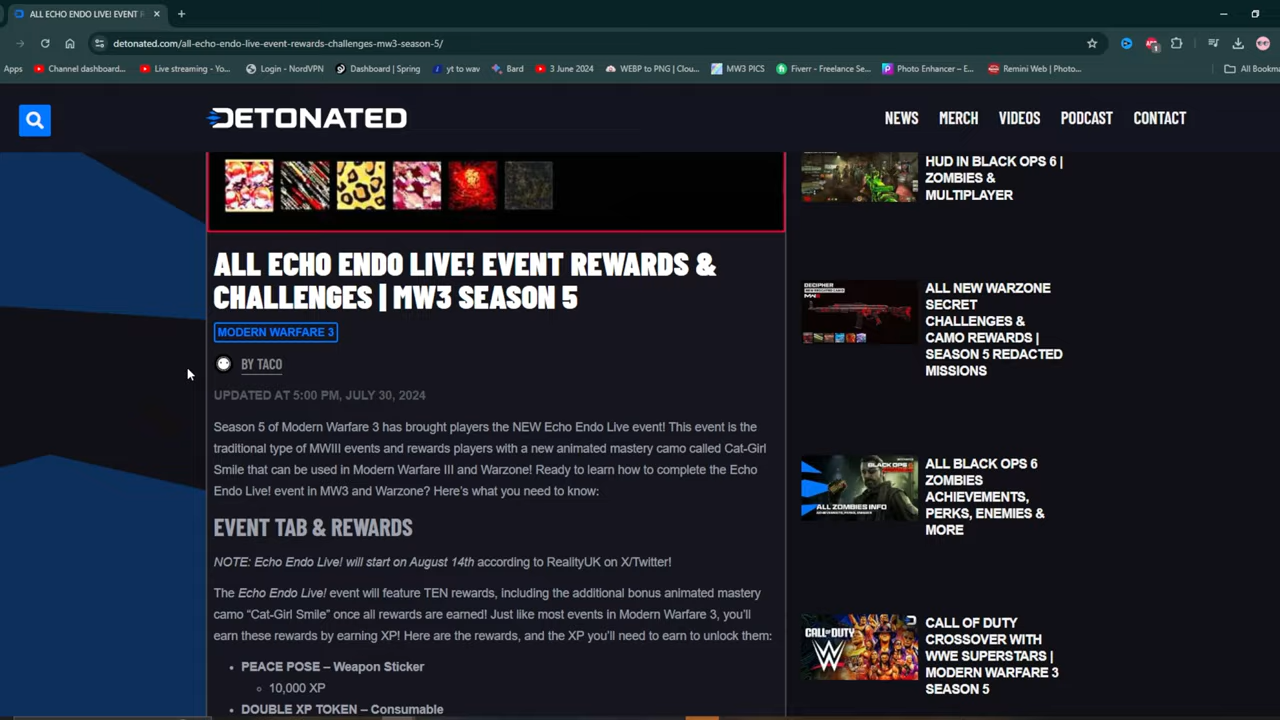 ALL ECHO ENDO LIVE! EVENT R
detonated.com/all-echo-endo-live-event-rewards-challenges-mw3-season-5/
Apps
Channel dashboard...
Live streaming - Yo...
Login - NordVPN
Dashboard | Spring
yt to wav
Bard
3 June 2024
WEBP to PNG | Clou...
MW3 PICS
Fiverr - Freelance Se...
Photo Enhancer – E...
Remini Web | Photo...
All Bookma
DETONATED
NEWS
MERCH
VIDEOS
PODCAST
CONTACT
ALL ECHO ENDO LIVE! EVENT REWARDS &
CHALLENGES | MW3 SEASON 5
MODERN WARFARE 3
BY TACO
UPDATED AT 5:00 PM, JULY 30, 2024
Season 5 of Modern Warfare 3 has brought players the NEW Echo Endo Live event! This event is the
traditional type of MWIII events and rewards players with a new animated mastery camo called Cat-Girl
Smile that can be used in Modern Warfare III and Warzone! Ready to learn how to complete the Echo
Endo Live! event in MW3 and Warzone? Here's what you need to know:
EVENT TAB & REWARDS
NOTE: Echo Endo Live! will start on August 14th according to RealityUK on X/Twitter!
The Echo Endo Live! event will feature TEN rewards, including the additional bonus animated mastery
camo “Cat-Girl Smile” once all rewards are earned! Just like most events in Modern Warfare 3, you'll
earn these rewards by earning XP! Here are the rewards, and the XP you'll need to earn to unlock them:
PEACE POSE – Weapon Sticker
10,000 XP
DOUBLE XP TOKEN – Consumable
HUD IN BLACK OPS 6 |
ZOMBIES &
MULTIPLAYER
DECIPHER
MW3
ALL NEW WARZONE
SECRET
CHALLENGES &
CAMO REWARDS |
SEASON 5 REDACTED
MISSIONS
BLACK OPS 6
ALL ZOMBIES INFO
ALL BLACK OPS 6
ZOMBIES
ACHIEVEMENTS,
PERKS, ENEMIES &
MORE
CALL OF DUTY
W
CALL OF DUTY
CROSSOVER WITH
WWE SUPERSTARS |
MODERN WARFARE 3
SEASON 5